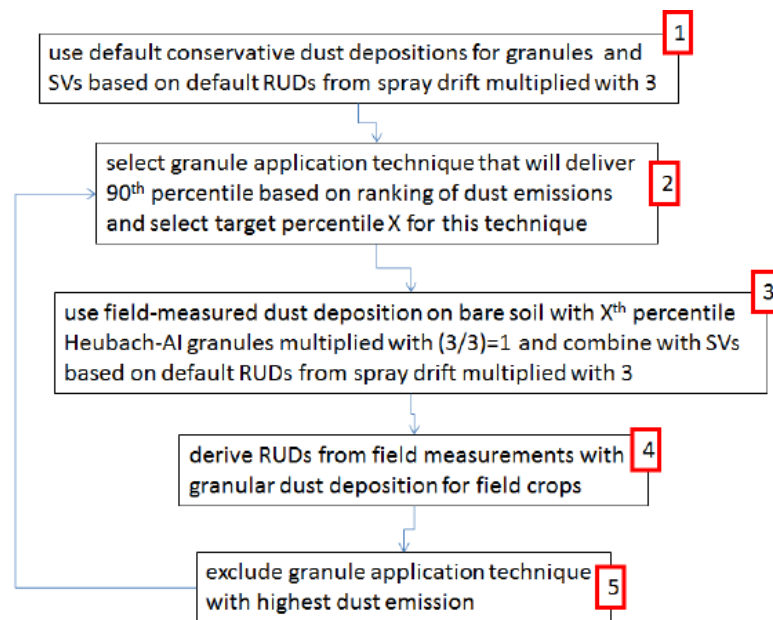 1
use default conservative dust depositions for granules and
SVs based on default RUDs from spray drift multiplied with 3
select granule application technique that will deliver
90th percentile based on ranking of dust emissions
and select target percentile X for this technique
2
3
use field-measured dust deposition on bare soil with Xth percentile
Heubach-AI granules multiplied with (3/3)=1 and combine with SVs
based on default RUDs from spray drift multiplied with 3
derive RUDs from field measurements with
granular dust deposition for field crops
4
exclude granule application technique
with highest dust emission
5